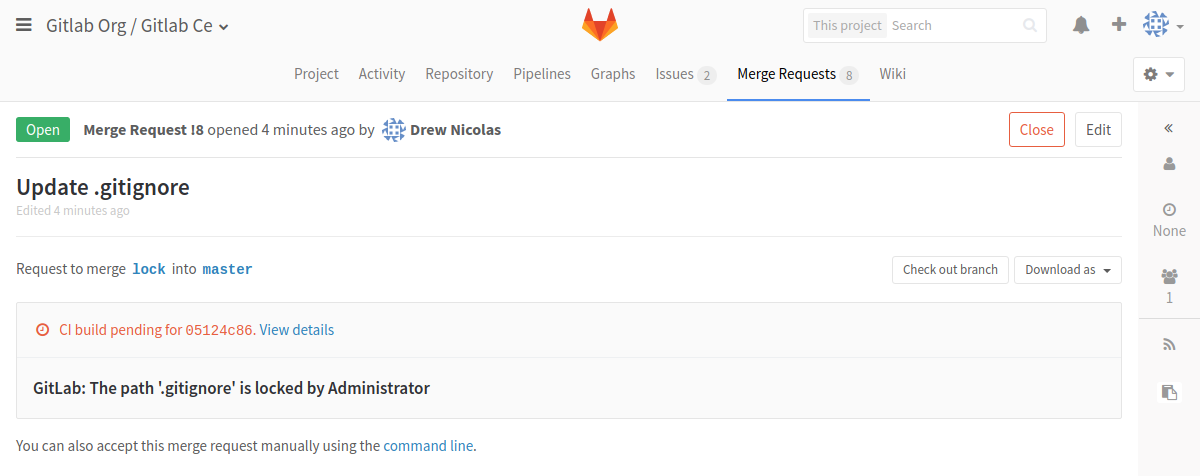 Gitlab Org / Gitlab Ce
This project Search
Project Activity Repository Pipelines Graphs Issues 2 Merge Requests 8 Wiki
Open Merge Request !8 opened 4 minutes ago by Drew Nicolas Close Edit
Update .gitignore
Edited 4 minutes ago
None
Request to merge lock into master Check out branch Download as
1
CI build pending for 05124c86. View details
GitLab: The path '.gitignore' is locked by Administrator
You can also accept this merge request manually using the command line.